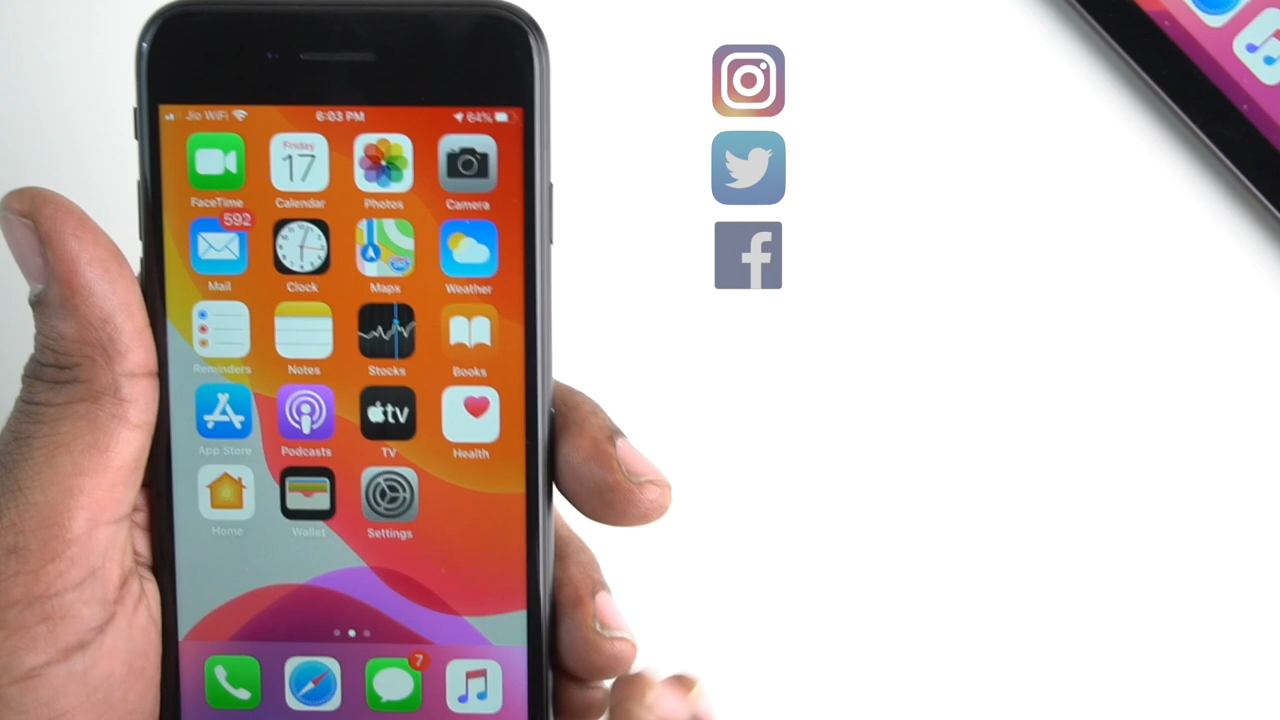 Jio WiFi 6:03 PM 64%
Friday
17
FaceTime Calendar Photos Camera
592
Mail Clock Maps Weather
Reminders Notes Stocks Books
tv
App Store Podcasts TV Health
Home Wallet Settings
7